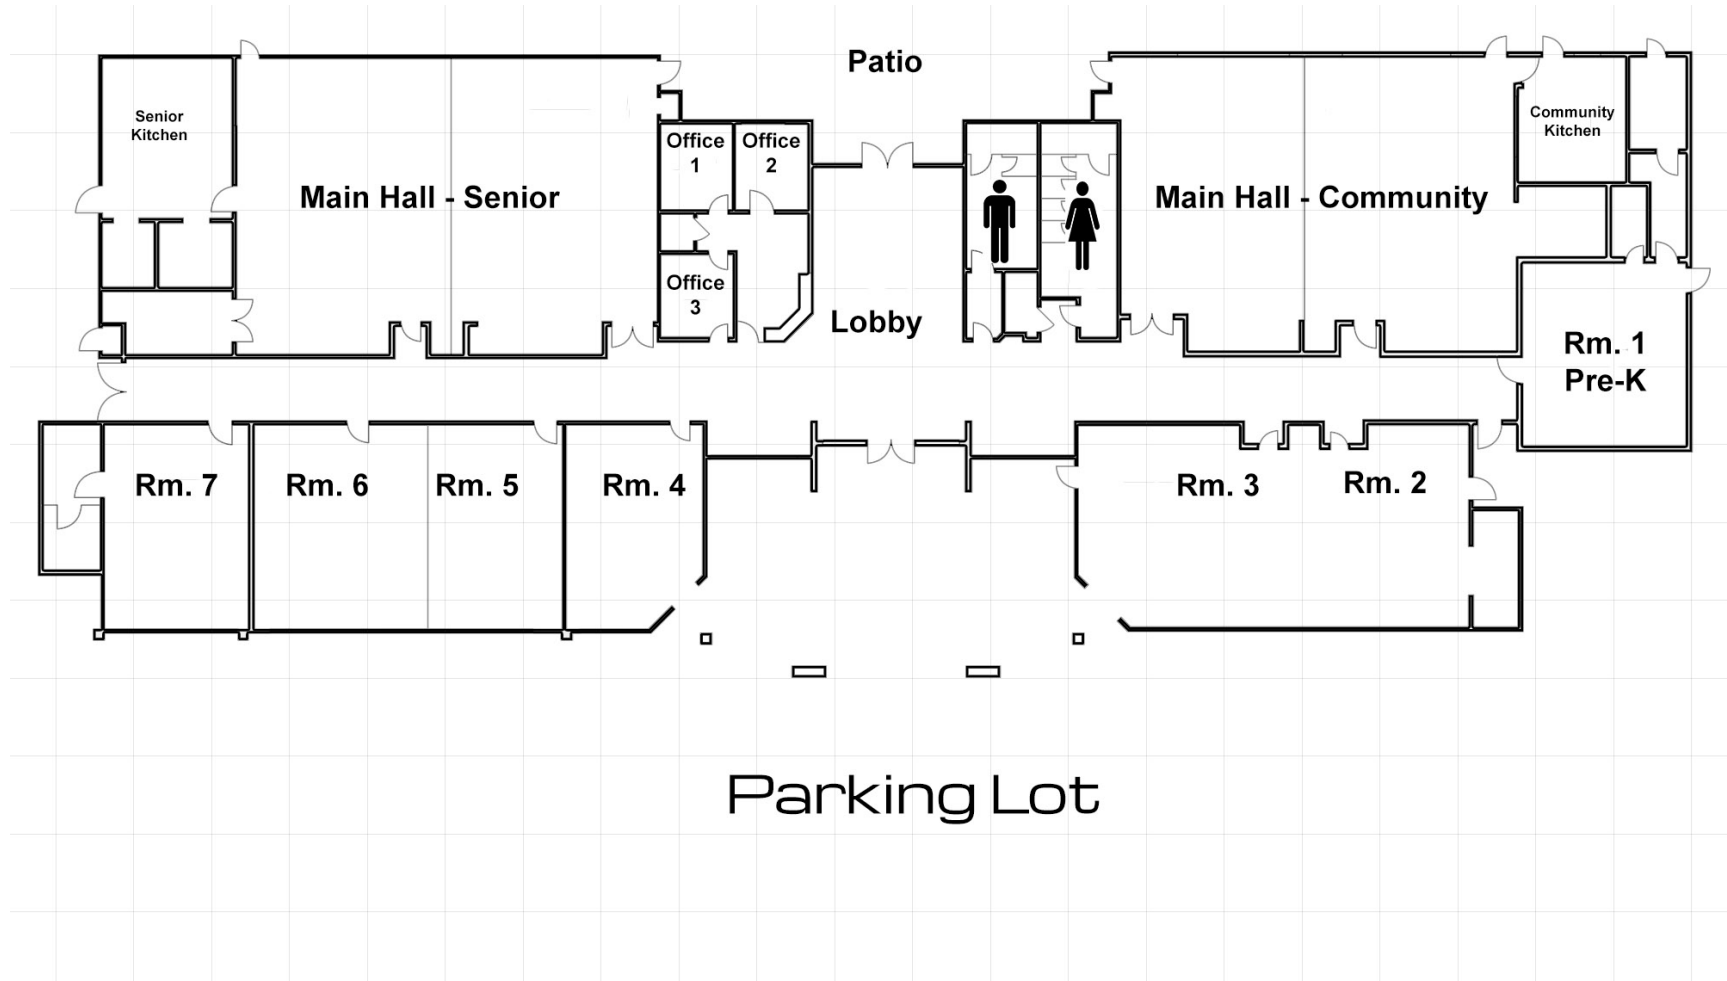 Patio
Senior
Kitchen
Community
Kitchen
Office
1
Office
2
Main Hall - Senior
Main Hall - Community
Office
3
Lobby
Rm. 1
Pre-K
Rm. 7
Rm. 6
Rm. 5
Rm. 4
Rm. 3
Rm. 2
Parking Lot